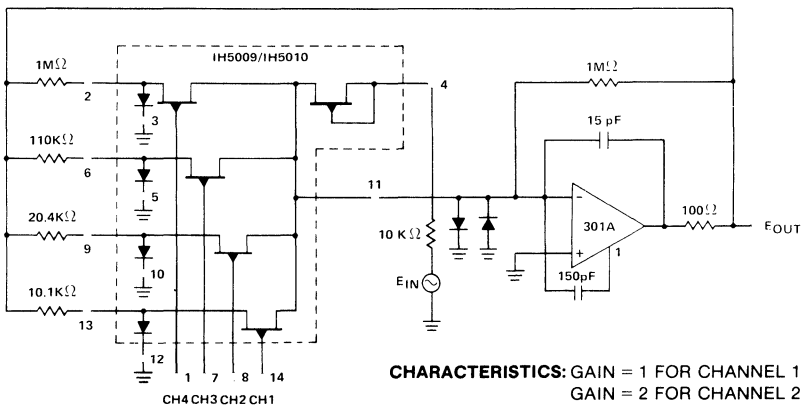 IH5009/IH5010
1MΩ
2
3
4
1MΩ
15 pF
110KΩ
6
5
11
20.4KΩ
9
10
10 KΩ
−
301A
+
1
100Ω
EOUT
EIN
150pF
10.1KΩ
13
12
1 7 8 14
CH4 CH3 CH2 CH1
CHARACTERISTICS: GAIN = 1 FOR CHANNEL 1
GAIN = 2 FOR CHANNEL 2